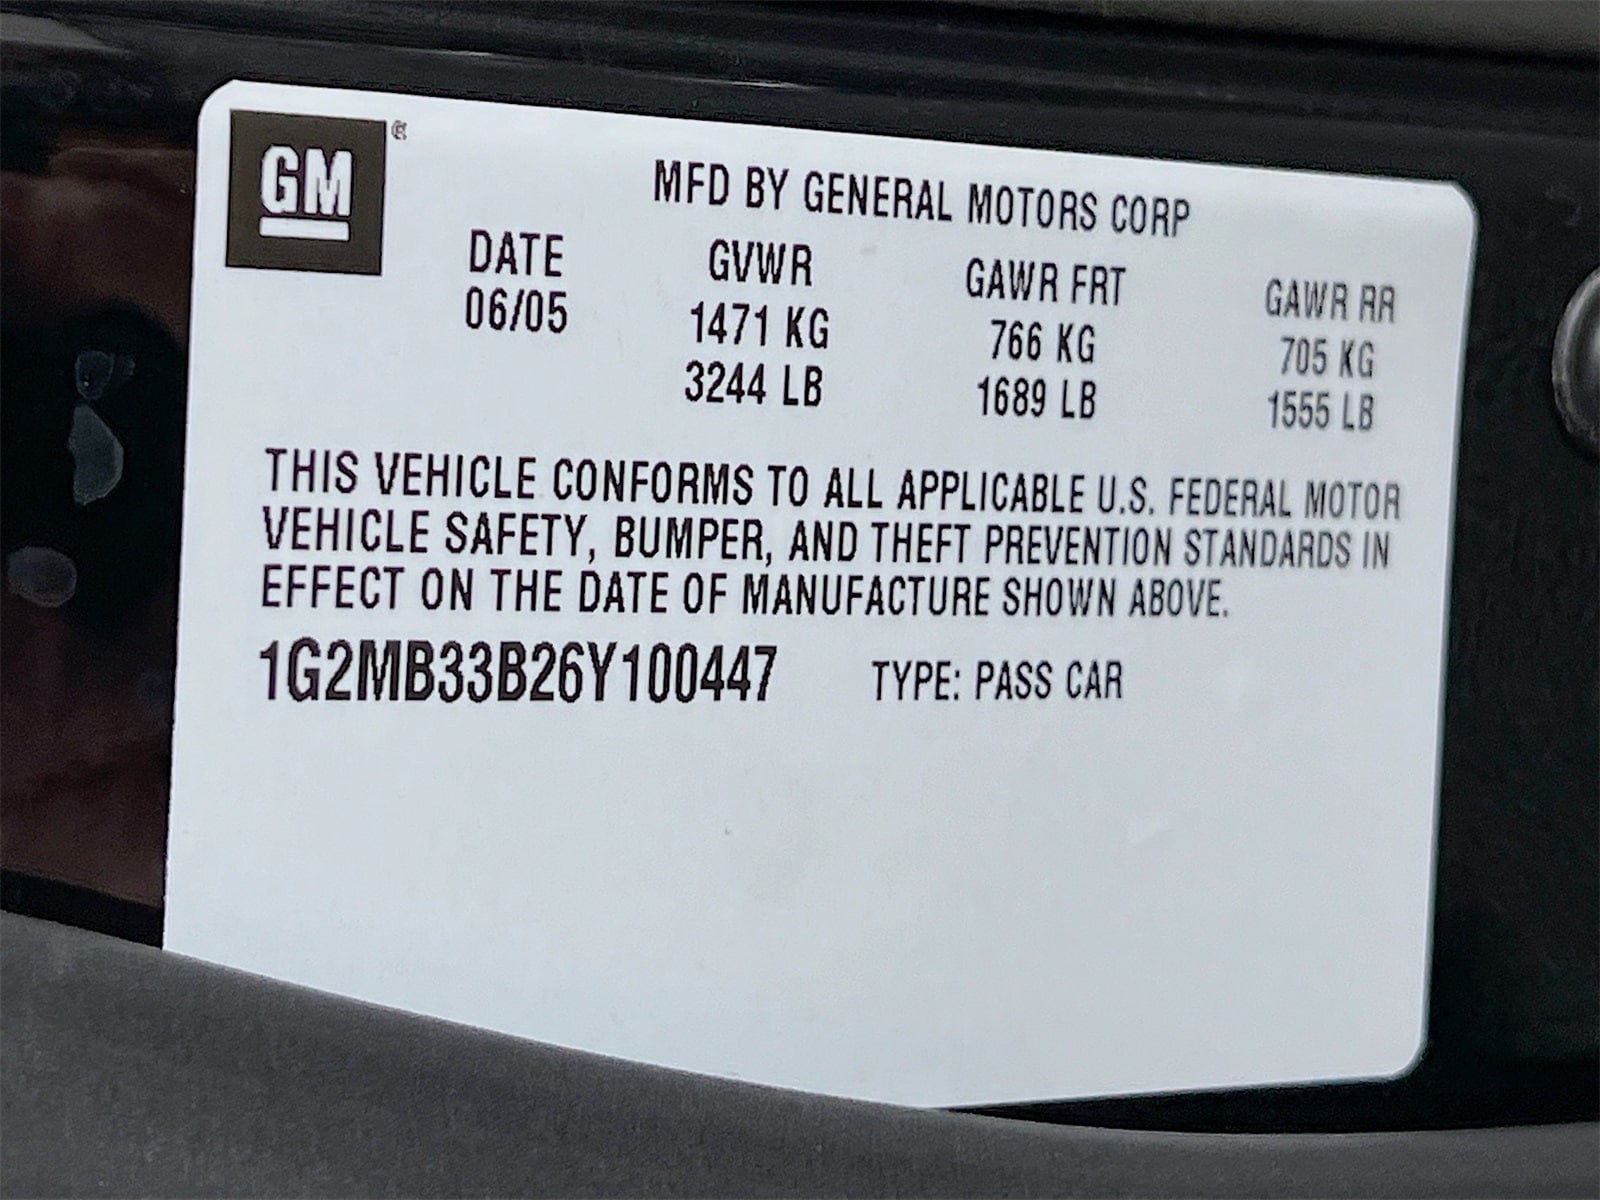 GM
MFD BY GENERAL MOTORS CORP
DATE GVWR GAWR FRT GAWR RR
06/05 1471 KG 766 KG 705 KG
3244 LB 1689 LB 1555 LB
THIS VEHICLE CONFORMS TO ALL APPLICABLE U.S. FEDERAL MOTOR
VEHICLE SAFETY, BUMPER, AND THEFT PREVENTION STANDARDS IN
EFFECT ON THE DATE OF MANUFACTURE SHOWN ABOVE.
1G2MB33B26Y100447 TYPE: PASS CAR